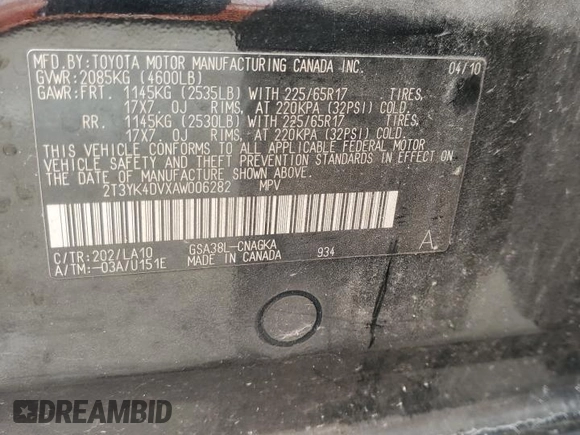 MFD.BY:TOYOTA MOTOR MANUFACTURING CANADA INC. 04/10
GVWR:2085KG (4600LB)
GAWR:FRT. 1145KG (2535LB) WITH 225/65R17 TIRES,
17X7. OJ RIMS, AT 220KPA (32PSI) COLD.
RR. 1145KG (2530LB) WITH 225/65R17 TIRES,
17X7. OJ RIMS, AT 220KPA (32PSI) COLD.
THIS VEHICLE CONFORMS TO ALL APPLICABLE FEDERAL MOTOR
VEHICLE SAFETY AND THEFT PREVENTION STANDARDS IN EFFECT ON
THE DATE OF MANUFACTURE SHOWN ABOVE.
2T3YK4DVXAW006282 MPV
C/TR:202/LA10 GSA38L-CNAGKA A
A/TM:-03A/U151E MADE IN CANADA 934
DREAMBID